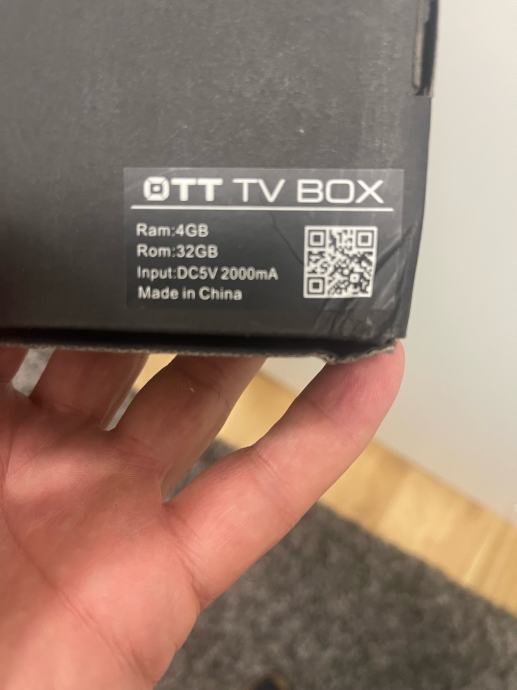 OTT TV BOX
Ram:4GB
Rom:32GB
Input:DC5V 2000mA
Made in China